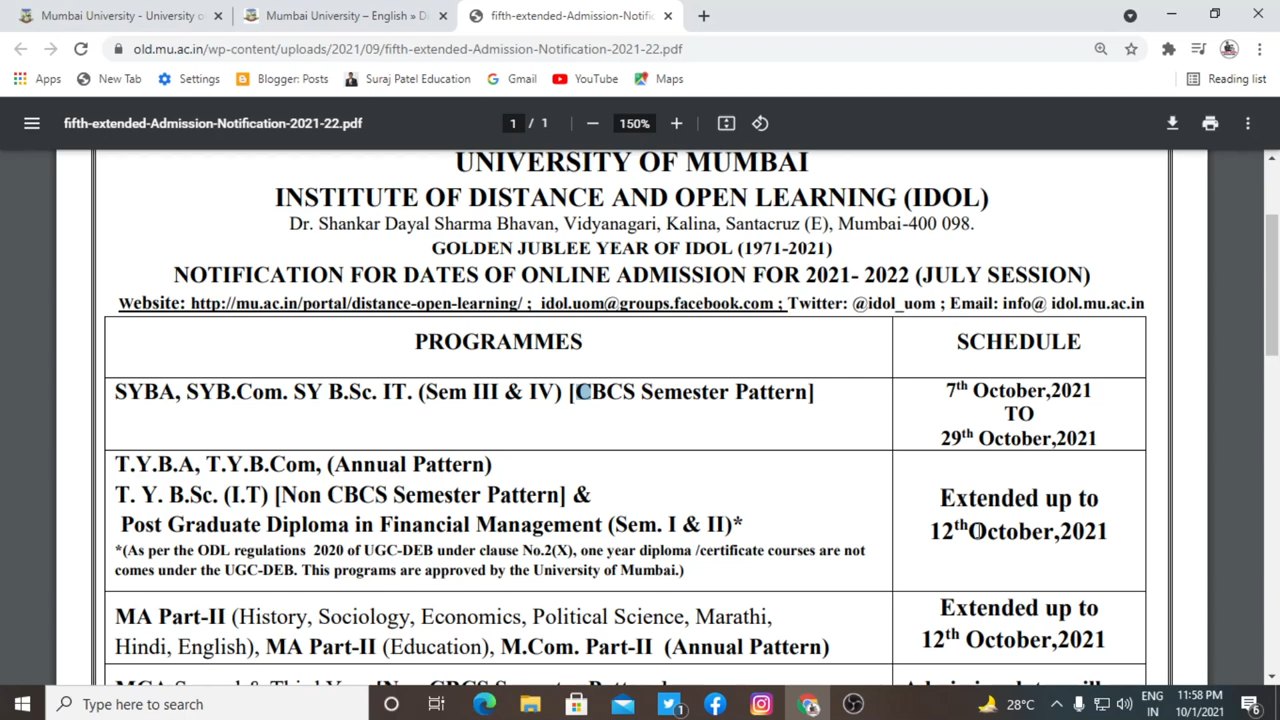 Mumbai University - University o
Mumbai University – English » D
fifth-extended-Admission-Notific
old.mu.ac.in/wp-content/uploads/2021/09/fifth-extended-Admission-Notification-2021-22.pdf
Apps New Tab Settings Blogger: Posts Suraj Patel Education Gmail YouTube Maps Reading list
fifth-extended-Admission-Notification-2021-22.pdf 1 / 1 150%
UNIVERSITY OF MUMBAI
INSTITUTE OF DISTANCE AND OPEN LEARNING (IDOL)
Dr. Shankar Dayal Sharma Bhavan, Vidyanagari, Kalina, Santacruz (E), Mumbai-400 098.
GOLDEN JUBLEE YEAR OF IDOL (1971-2021)
NOTIFICATION FOR DATES OF ONLINE ADMISSION FOR 2021- 2022 (JULY SESSION)
Website: http://mu.ac.in/portal/distance-open-learning/ ; idol.uom@groups.facebook.com ; Twitter: @idol_uom ; Email: info@ idol.mu.ac.in
PROGRAMMES
SCHEDULE
SYBA, SYB.Com. SY B.Sc. IT. (Sem III & IV) [CBCS Semester Pattern]
7th October,2021
TO
29th October,2021
T.Y.B.A, T.Y.B.Com, (Annual Pattern)
T. Y. B.Sc. (I.T) [Non CBCS Semester Pattern] &
Post Graduate Diploma in Financial Management (Sem. I & II)*
*(As per the ODL regulations 2020 of UGC-DEB under clause No.2(X), one year diploma /certificate courses are not
comes under the UGC-DEB. This programs are approved by the University of Mumbai.)
Extended up to
12th October,2021
MA Part-II (History, Sociology, Economics, Political Science, Marathi,
Hindi, English), MA Part-II (Education), M.Com. Part-II (Annual Pattern)
Extended up to
12th October,2021
Type here to search
1
28°C
ENG
IN
11:58 PM
10/1/2021
6